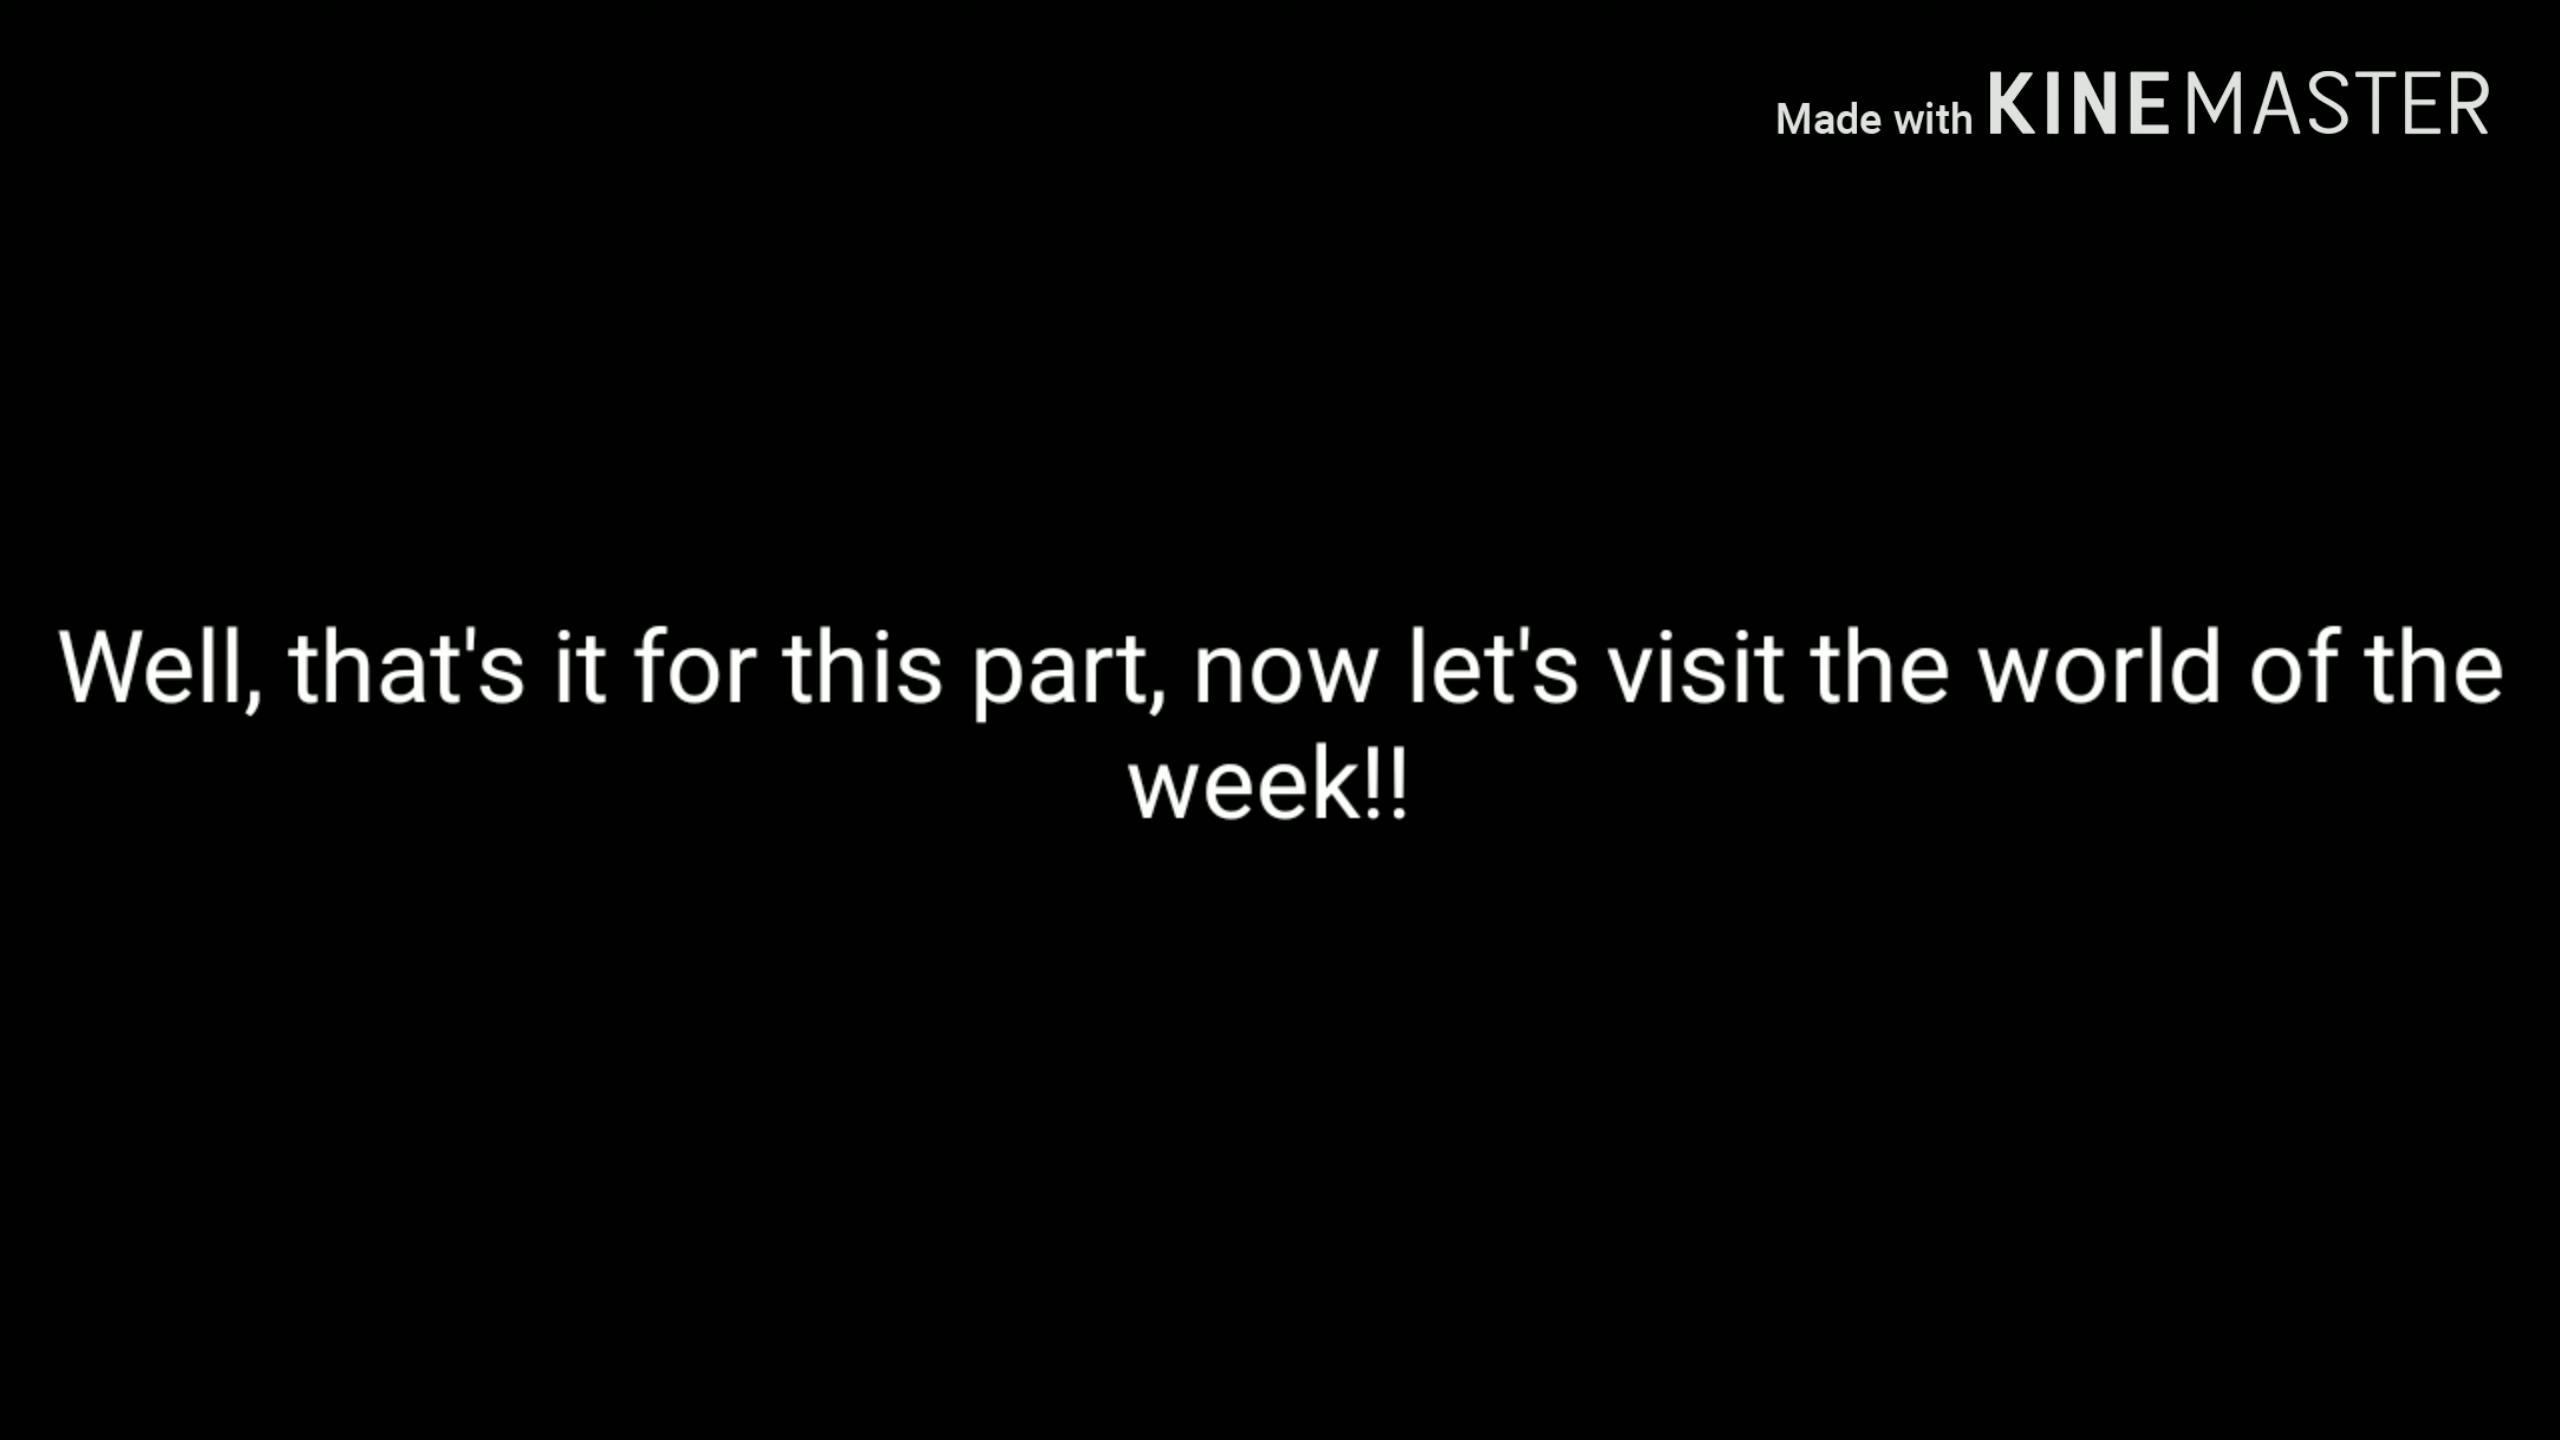 Made with KINEMASTER
Well, that's it for this part, now let's visit the world of the
week!!